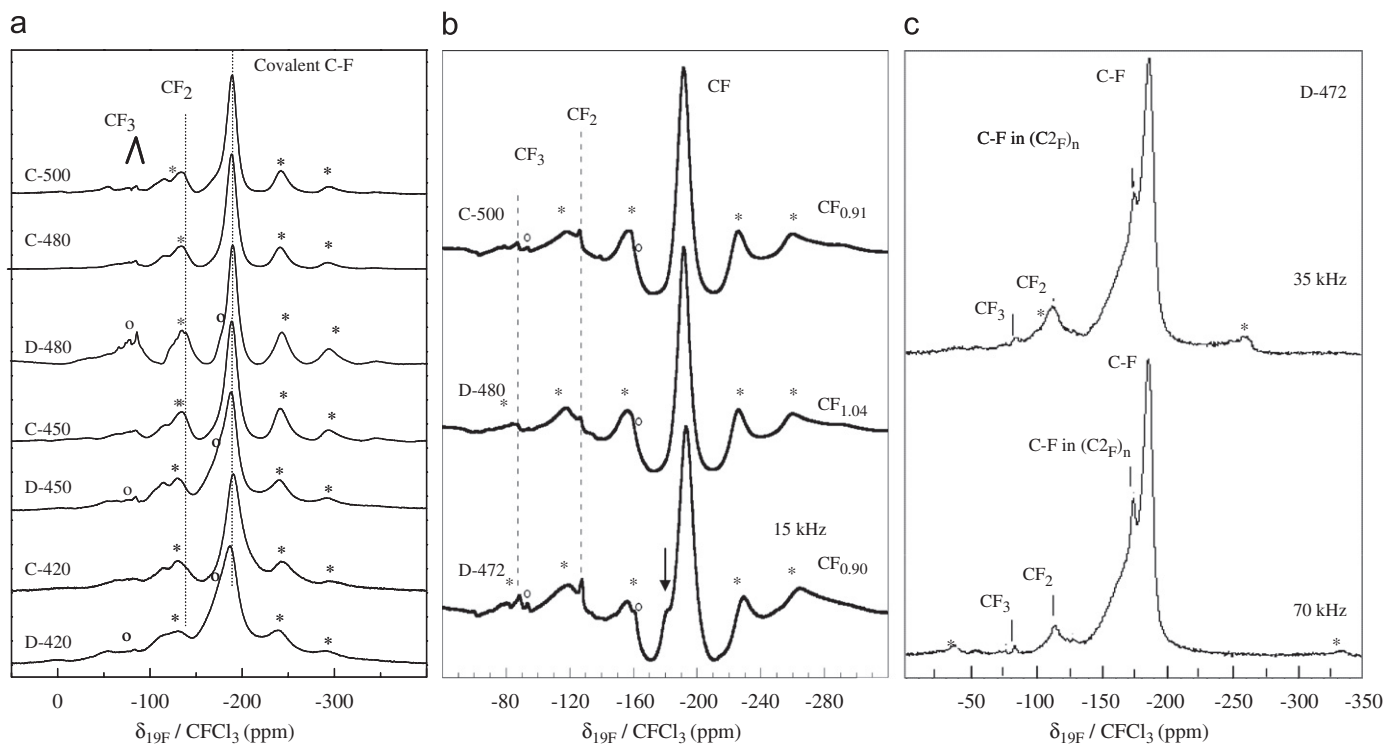 a
Covalent C-F
CF2
CF3
C-500
C-480
D-480
C-450
D-450
C-420
D-420
* * * *
* * *
o * o * *
** * *
o * o * *
* * *
o * o * *
0 -100 -200 -300
δ19F / CFCl3 (ppm)
b
CF
CF2
CF3
C-500
* o * o * *
CF0.91
D-480
* * * o * *
CF1.04
15 kHz
D-472
* o * * o * *
CF0.90
-80 -120 -160 -200 -240 -280
δ19F / CFCl3 (ppm)
c
C-F
D-472
C-F in (C2F)n
35 kHz
CF2
CF3
* *
C-F
C-F in (C2F)n
70 kHz
CF2
CF3
* *
-50 -100 -150 -200 -250 -300 -350
δ19F / CFCl3 (ppm)